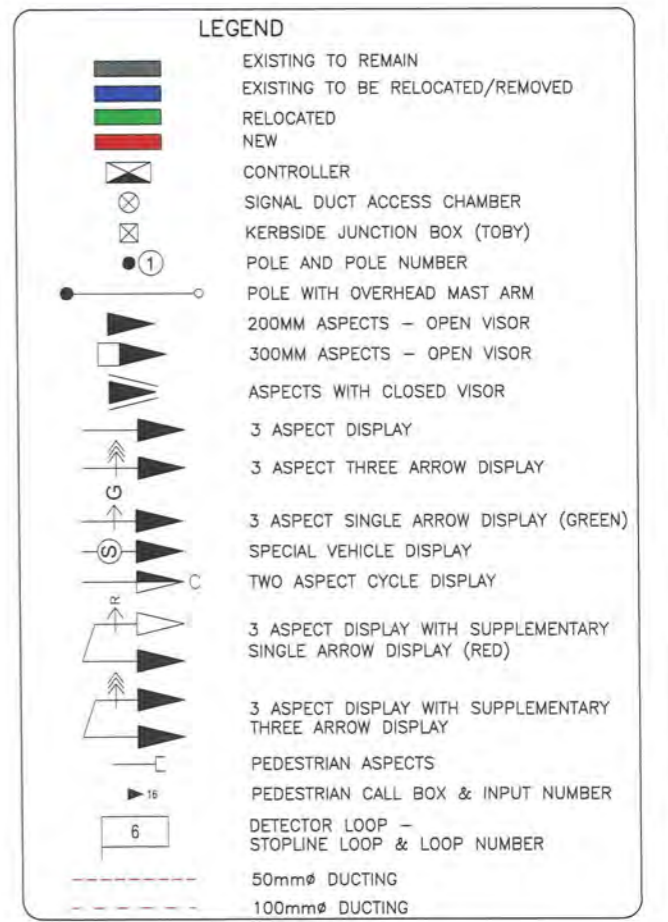 LEGEND
EXISTING TO REMAIN
EXISTING TO BE RELOCATED/REMOVED
RELOCATED
NEW
CONTROLLER
SIGNAL DUCT ACCESS CHAMBER
KERBSIDE JUNCTION BOX (TOBY)
1 POLE AND POLE NUMBER
POLE WITH OVERHEAD MAST ARM
200MM ASPECTS – OPEN VISOR
300MM ASPECTS – OPEN VISOR
ASPECTS WITH CLOSED VISOR
3 ASPECT DISPLAY
3 ASPECT THREE ARROW DISPLAY
G
3 ASPECT SINGLE ARROW DISPLAY (GREEN)
S SPECIAL VEHICLE DISPLAY
C TWO ASPECT CYCLE DISPLAY
R
3 ASPECT DISPLAY WITH SUPPLEMENTARY
SINGLE ARROW DISPLAY (RED)
3 ASPECT DISPLAY WITH SUPPLEMENTARY
THREE ARROW DISPLAY
PEDESTRIAN ASPECTS
16 PEDESTRIAN CALL BOX & INPUT NUMBER
6 DETECTOR LOOP –
STOPLINE LOOP & LOOP NUMBER
50mmø DUCTING
100mmø DUCTING